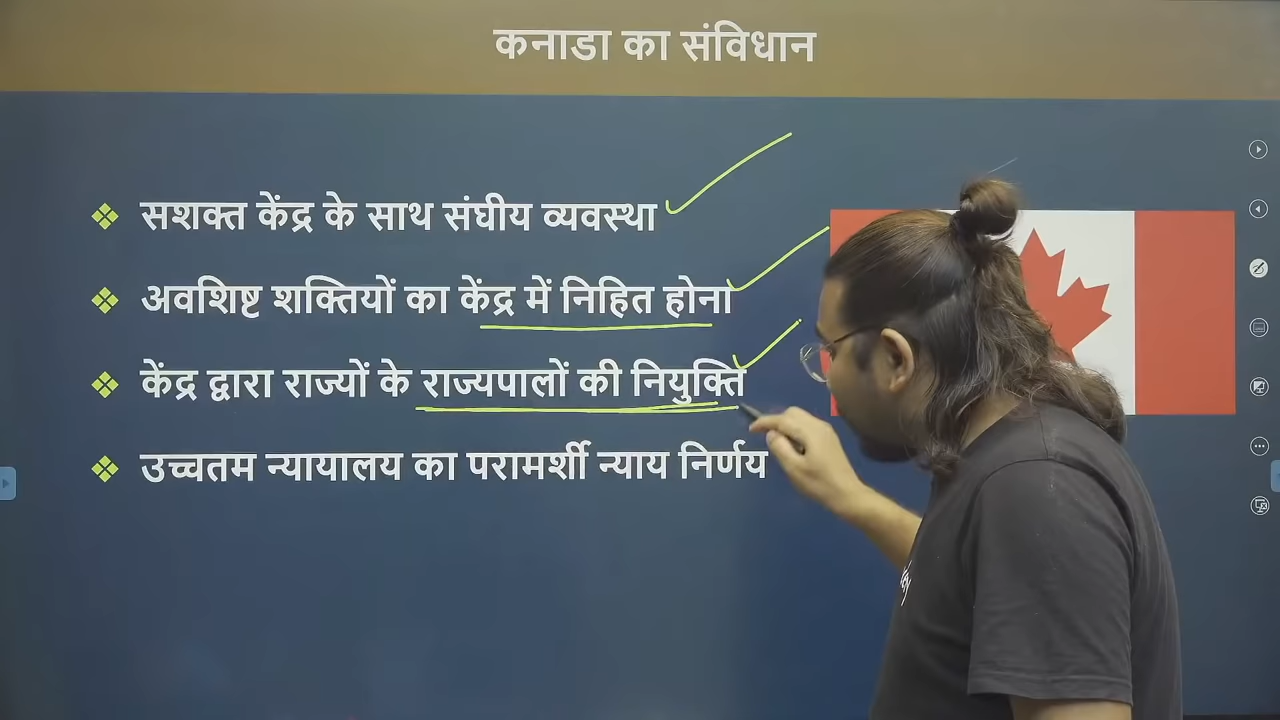 कनाडा का संविधान
सशक्त केंद्र के साथ संघीय व्यवस्था
अवशिष्ट शक्तियों का केंद्र में निहित होना
केंद्र द्वारा राज्यों के राज्यपालों की नियुक्ति
उच्चतम न्यायालय का परामर्शी न्याय निर्णय